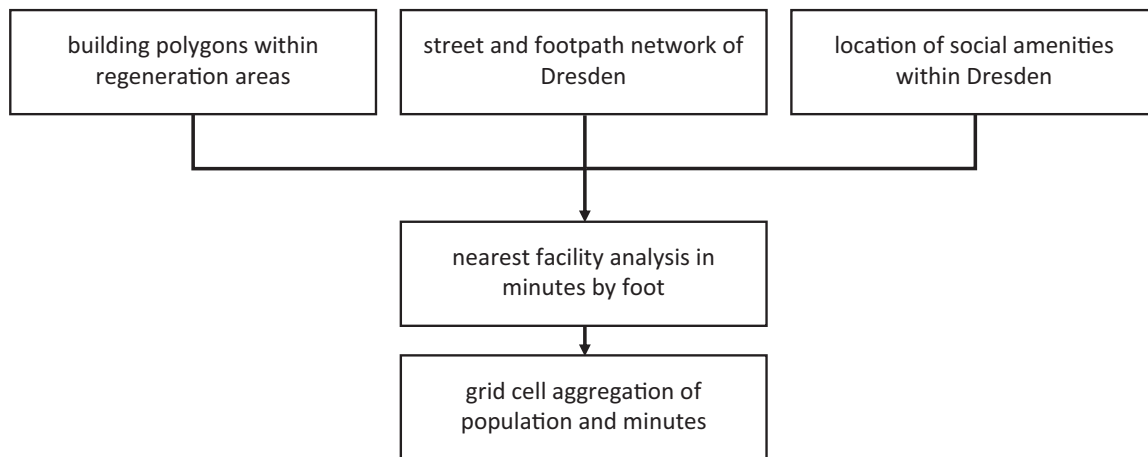 building polygons within
regeneration areas
street and footpath network of
Dresden
location of social amenities
within Dresden
nearest facility analysis in
minutes by foot
grid cell aggregation of
population and minutes